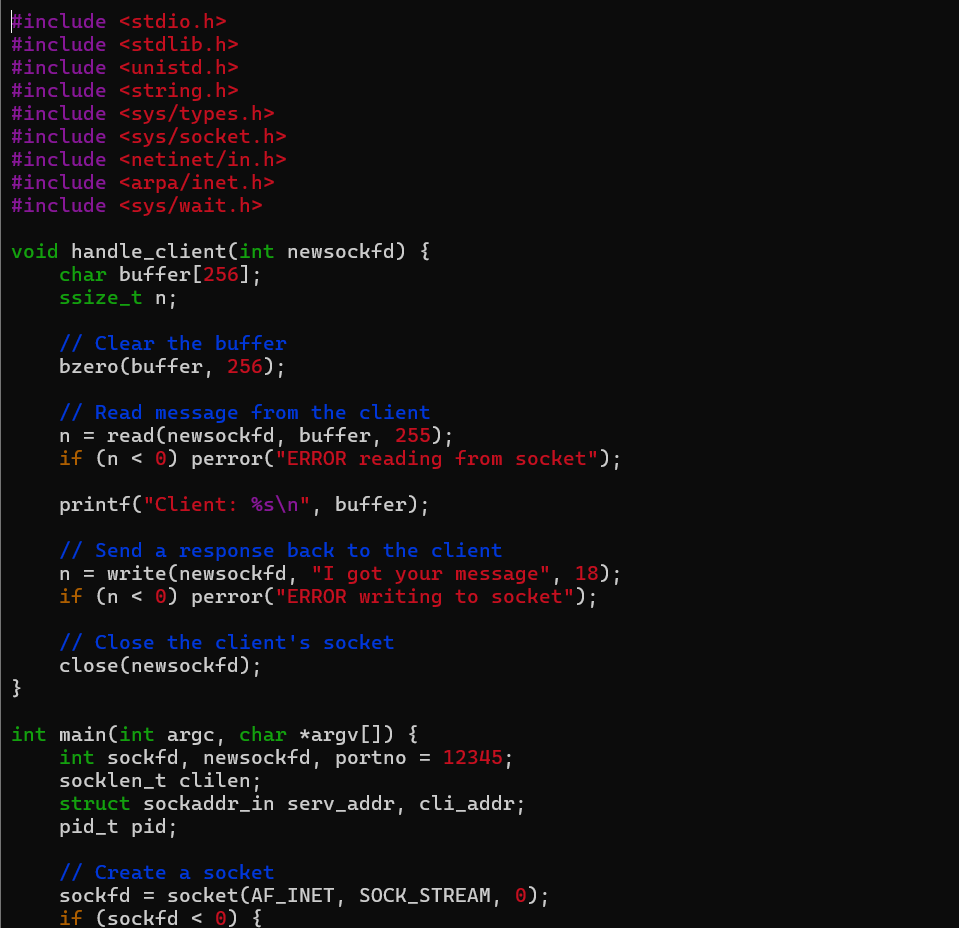 #include <stdio.h>
#include <stdlib.h>
#include <unistd.h>
#include <string.h>
#include <sys/types.h>
#include <sys/socket.h>
#include <netinet/in.h>
#include <arpa/inet.h>
#include <sys/wait.h>

void handle_client(int newsockfd) {
    char buffer[256];
    ssize_t n;

    // Clear the buffer
    bzero(buffer, 256);

    // Read message from the client
    n = read(newsockfd, buffer, 255);
    if (n < 0) perror("ERROR reading from socket");

    printf("Client: %s\n", buffer);

    // Send a response back to the client
    n = write(newsockfd, "I got your message", 18);
    if (n < 0) perror("ERROR writing to socket");

    // Close the client's socket
    close(newsockfd);
}

int main(int argc, char *argv[]) {
    int sockfd, newsockfd, portno = 12345;
    socklen_t clilen;
    struct sockaddr_in serv_addr, cli_addr;
    pid_t pid;

    // Create a socket
    sockfd = socket(AF_INET, SOCK_STREAM, 0);
    if (sockfd < 0) {